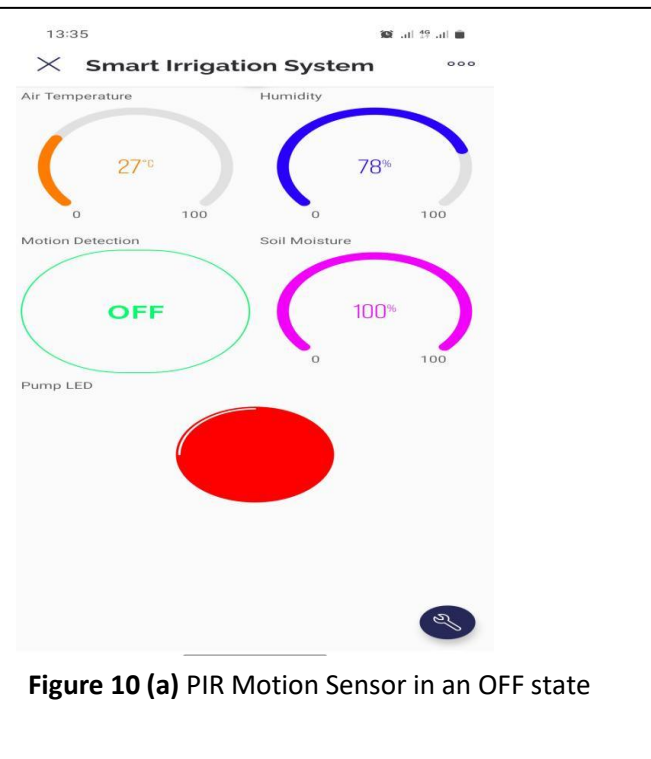 13:35
Smart Irrigation System
Air Temperature
Humidity
27°C
78%
0 100
0 100
Motion Detection
Soil Moisture
OFF
100%
0 100
Pump LED
Figure 10 (a) PIR Motion Sensor in an OFF state